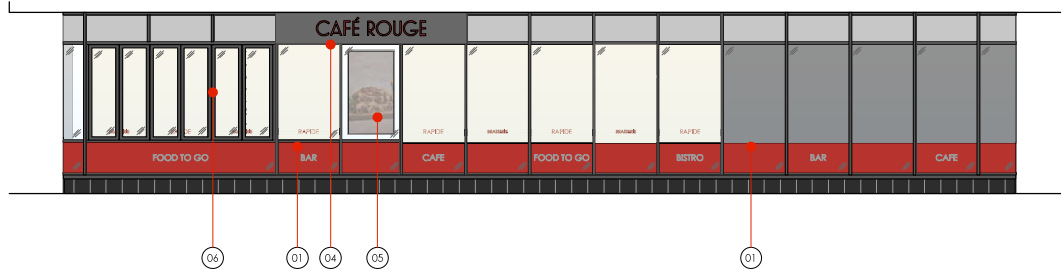 CAFÉ ROUGE
RAPIDE RAPIDE RAPIDE RAPIDE
FOOD TO GO BAR CAFE FOOD TO GO BISTRO BAR CAFE
06 01 04 05 01